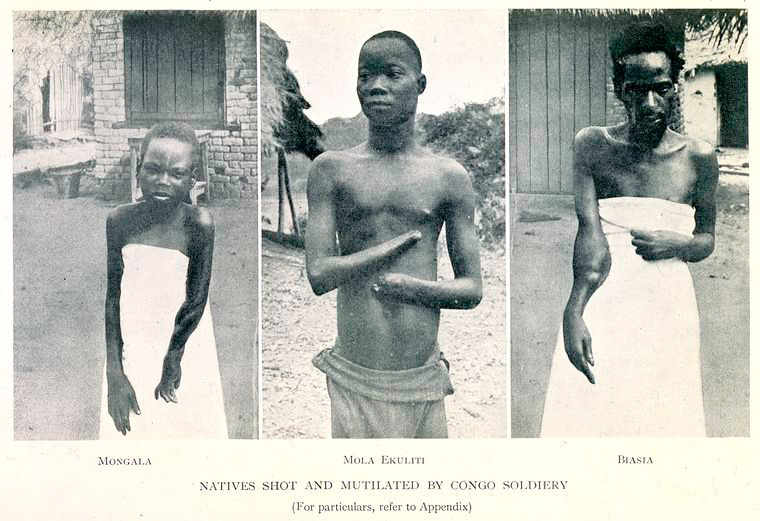 Mongala
Mola Ekuliti
Biasia
NATIVES SHOT AND MUTILATED BY CONGO SOLDIERY
(For particulars, refer to Appendix)